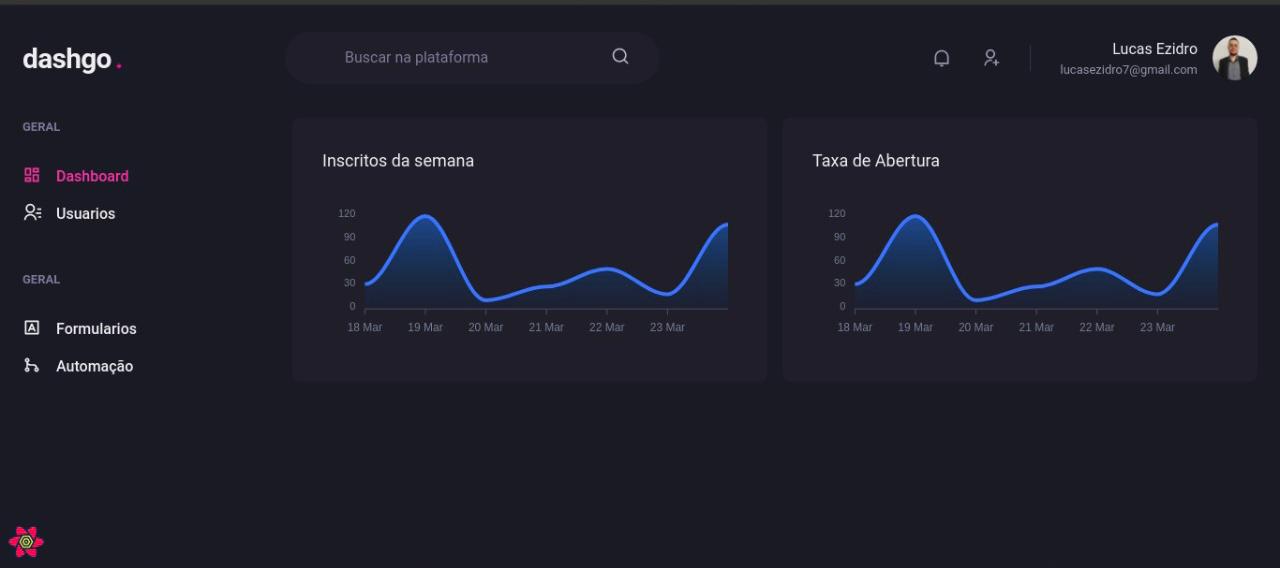 dashgo.
Buscar na plataforma
Lucas Ezidro
lucasezidro7@gmail.com
GERAL
Dashboard
Usuarios
GERAL
Formularios
Automação
Inscritos da semana
120
90
60
30
0
18 Mar 19 Mar 20 Mar 21 Mar 22 Mar 23 Mar
Taxa de Abertura
120
90
60
30
0
18 Mar 19 Mar 20 Mar 21 Mar 22 Mar 23 Mar